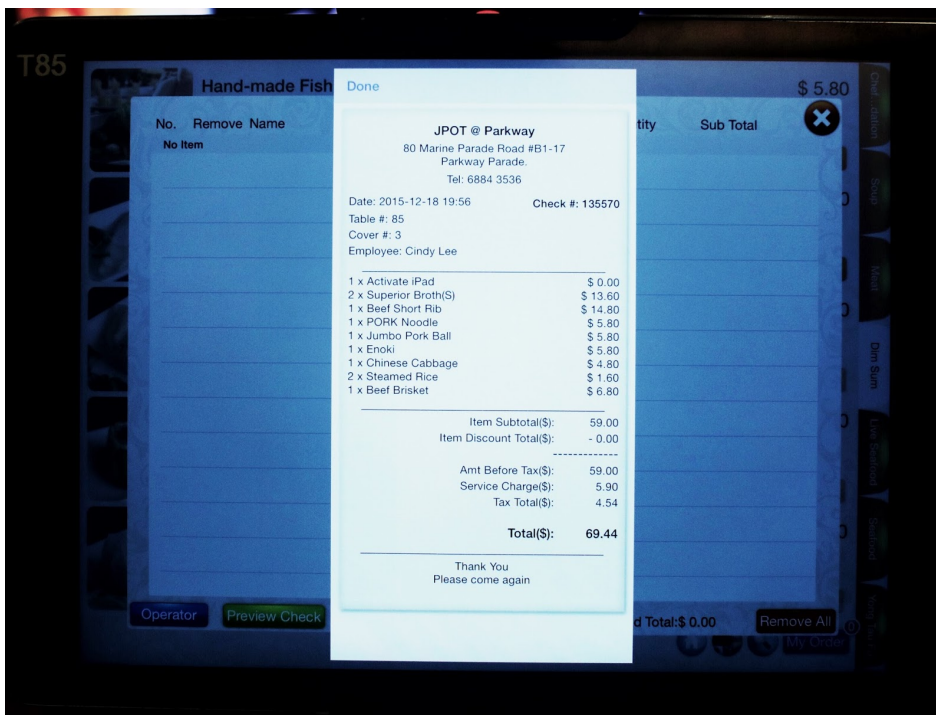 T85
Hand-made Fish
$ 5.80
Done
No. Remove Name
tity
Sub Total
No Item
JPOT @ Parkway
80 Marine Parade Road #B1-17
Parkway Parade.
Tel: 6884 3536
Date: 2015-12-18 19:56 Check #: 135570
Table #: 85
Cover #: 3
Employee: Cindy Lee
1 x Activate iPad $ 0.00
2 x Superior Broth(S) $ 13.60
1 x Beef Short Rib $ 14.80
1 x PORK Noodle $ 5.80
1 x Jumbo Pork Ball $ 5.80
1 x Enoki $ 5.80
1 x Chinese Cabbage $ 4.80
2 x Steamed Rice $ 1.60
1 x Beef Brisket $ 6.80
Item Subtotal($): 59.00
Item Discount Total($): - 0.00
Amt Before Tax($): 59.00
Service Charge($): 5.90
Tax Total($): 4.54
Total($): 69.44
Thank You
Please come again
Operator
Preview Check
d Total:$ 0.00
Remove All
My Order
Chef ...dation
Soup
Meat
Dim Sum
Live Seafood
Seafood